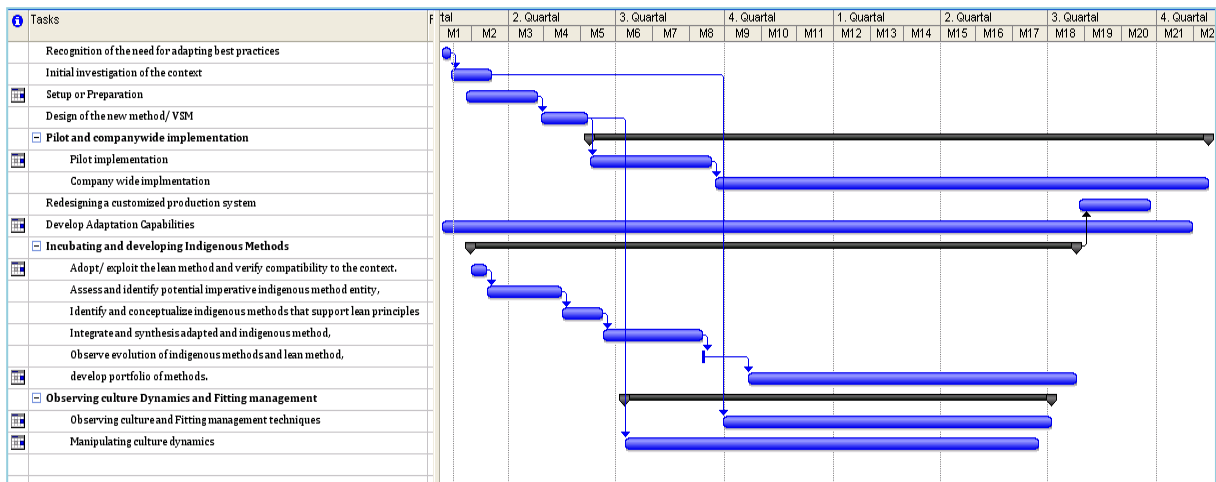 Tasks F tal 2. Quartal 3. Quartal 4. Quartal 1. Quartal 2. Quartal 3. Quartal 4. Quartal
M1 M2 M3 M4 M5 M6 M7 M8 M9 M10 M11 M12 M13 M14 M15 M16 M17 M18 M19 M20 M21 M2
Recognition of the need for adapting best practices
Initial investigation of the context
Setup or Preparation
Design of the new method/ VSM
Pilot and companywide implementation
Pilot implementation
Company wide implmentation
Redesigning a customized production system
Develop Adaptation Capabilities
Incubating and developing Indigenous Methods
Adopt/ exploit the lean method and verify compatibility to the context.
Assess and identify potential imperative indigenous method entity,
Identify and conceptualize indigenous methods that support lean principles
Integrate and synthesis adapted and indigenous method,
Observe evolution of indigenous methods and lean method,
develop portfolio of methods.
Observing culture Dynamics and Fitting management
Observing culture and Fitting management techniques
Manipulating culture dynamics